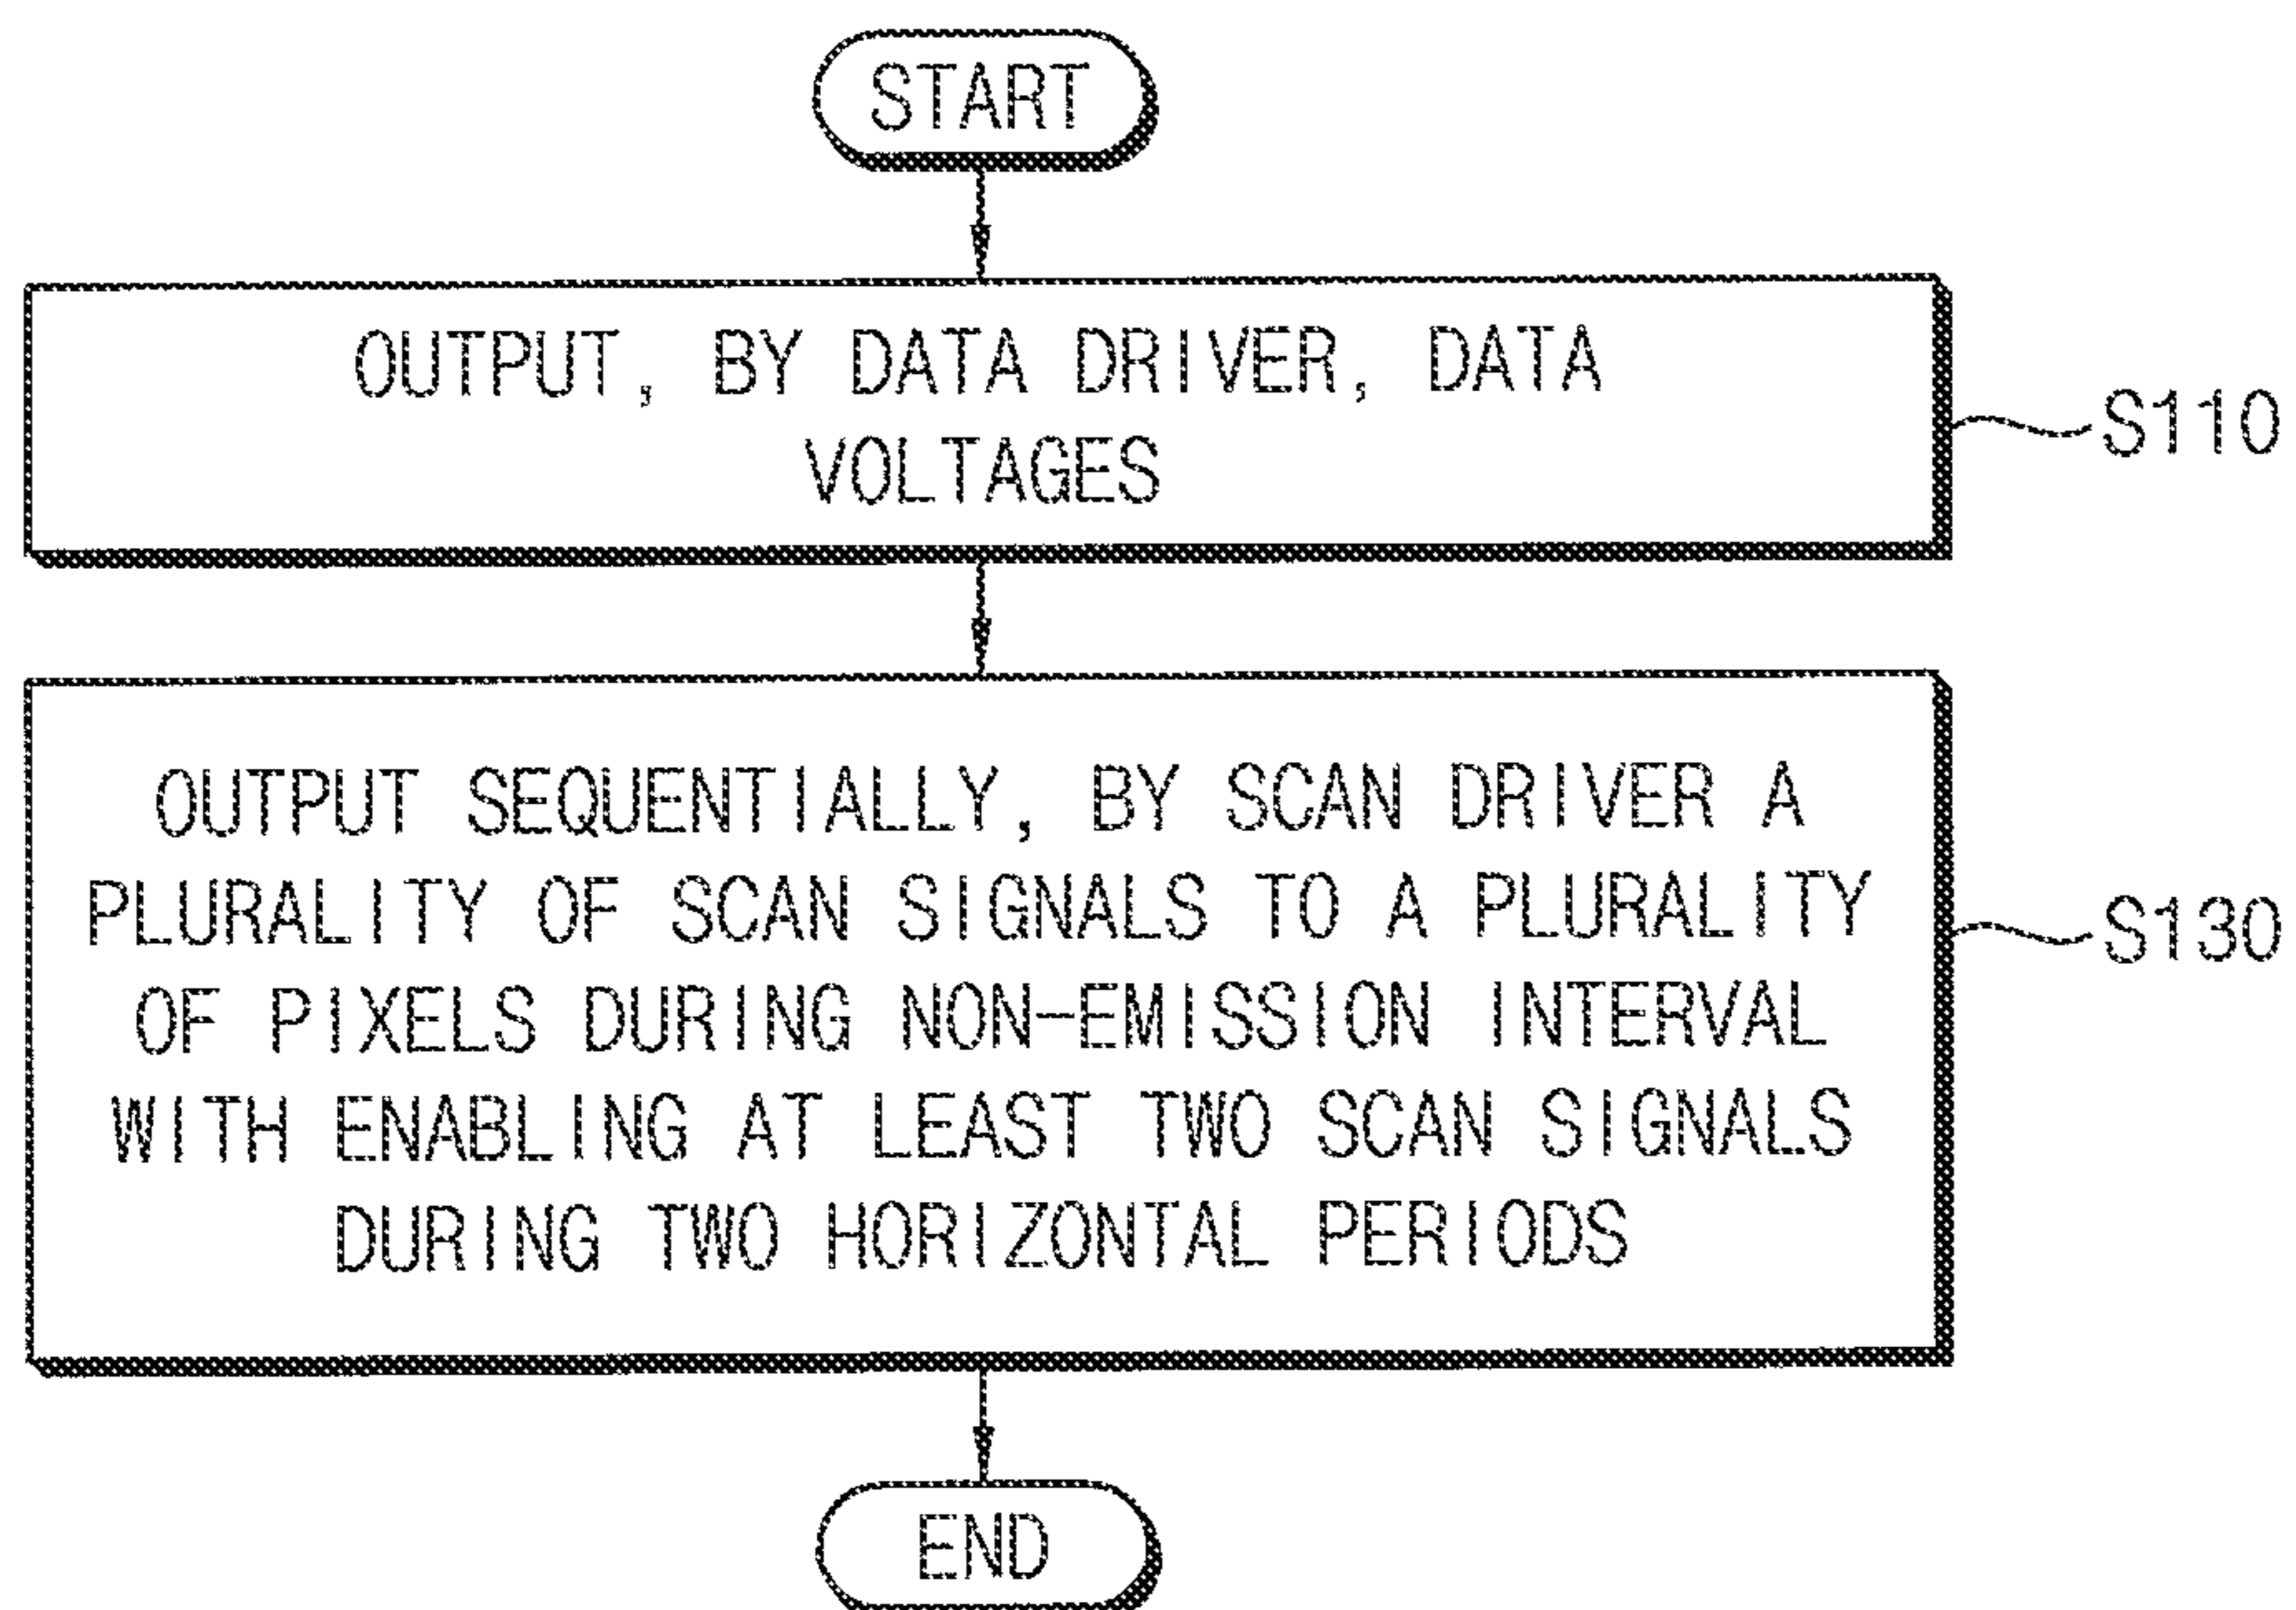 START
OUTPUT, BY DATA DRIVER, DATA
VOLTAGES
S110
OUTPUT SEQUENTIALLY, BY SCAN DRIVER A
PLURALITY OF SCAN SIGNALS TO A PLURALITY
OF PIXELS DURING NON-EMISSION INTERVAL
WITH ENABLING AT LEAST TWO SCAN SIGNALS
DURING TWO HORIZONTAL PERIODS
S130
END